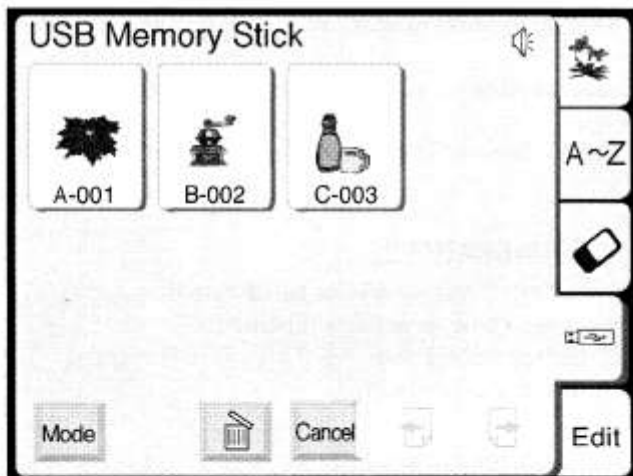 USB Memory Stick
A-001
B-002
C-003
A~Z
Mode
Cancel
Edit